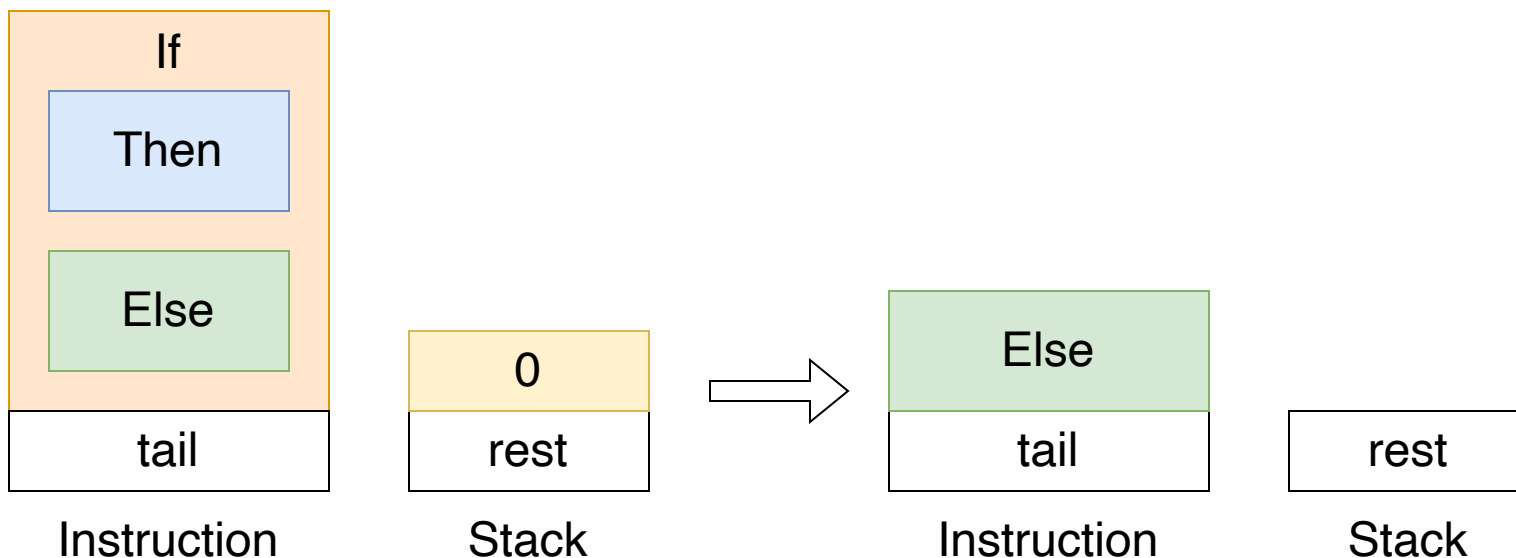 If
Then
Else
tail
Instruction
0
rest
Stack
Else
tail
Instruction
rest
Stack